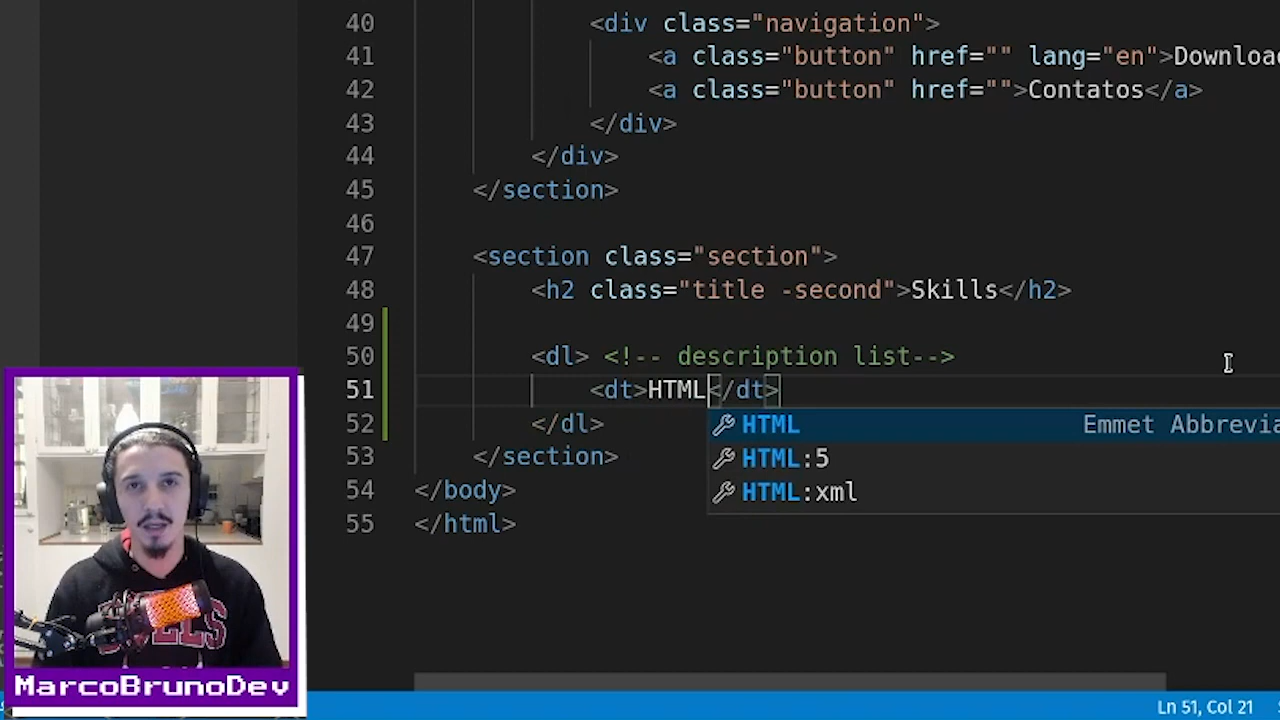 40 <div class="navigation">
41 <a class="button" href="" lang="en">Downloa
42 <a class="button" href="">Contatos</a>
43 </div>
44 </div>
45 </section>
46
47 <section class="section">
48 <h2 class="title -second">Skills</h2>
49
50 <dl> <!-- description list-->
51 <dt>HTML</dt>
HTML Emmet Abbrevia
52 </dl>
HTML:5
53 </section>
HTML:xml
54 </body>
55 </html>
BULLS
MarcoBrunoDev
Ln 51, Col 21